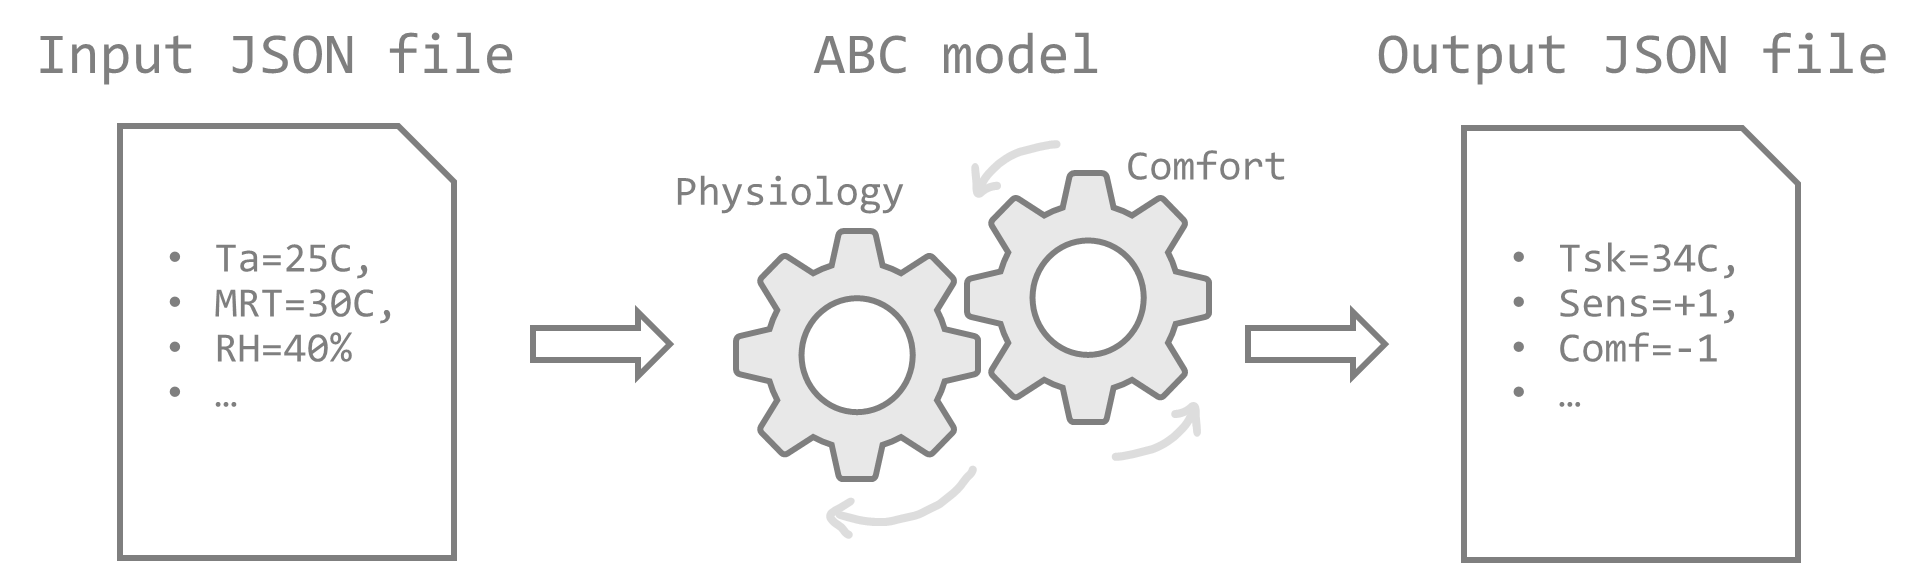 Input JSON file
ABC model
Output JSON file
Physiology
Comfort
• Ta=25C,
• MRT=30C,
• RH=40%
• …
• Tsk=34C,
• Sens=+1,
• Comf=-1
• …